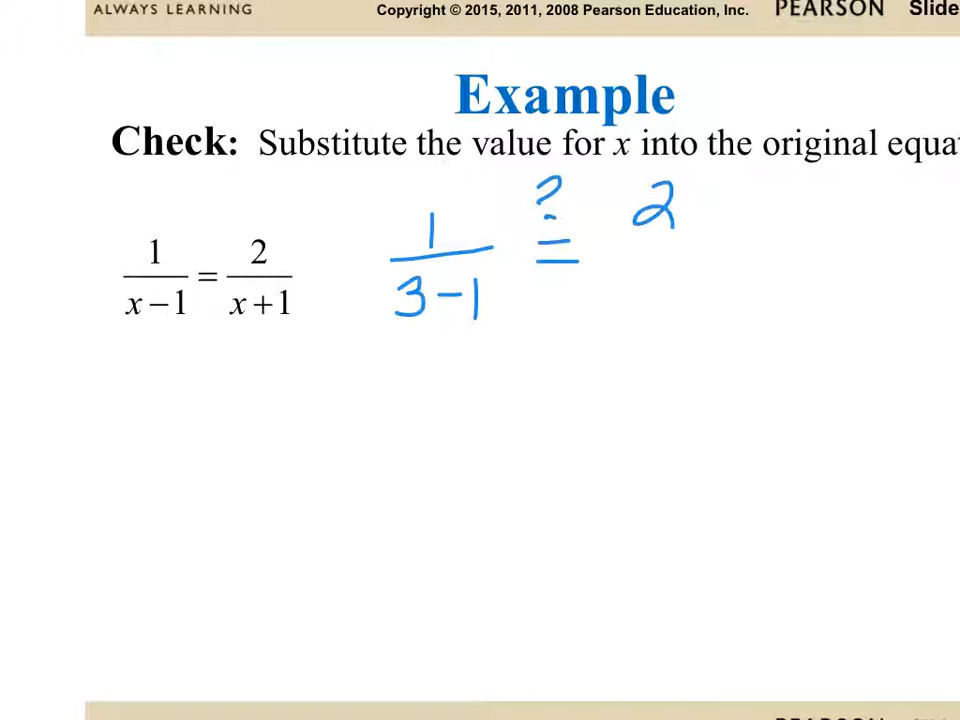 ALWAYS LEARNING Copyright © 2015, 2011, 2008 Pearson Education, Inc. PEARSON Slide
Example
Check: Substitute the value for x into the original equa
1/(x − 1) = 2/(x + 1)
1/(3 − 1) ≟ 2